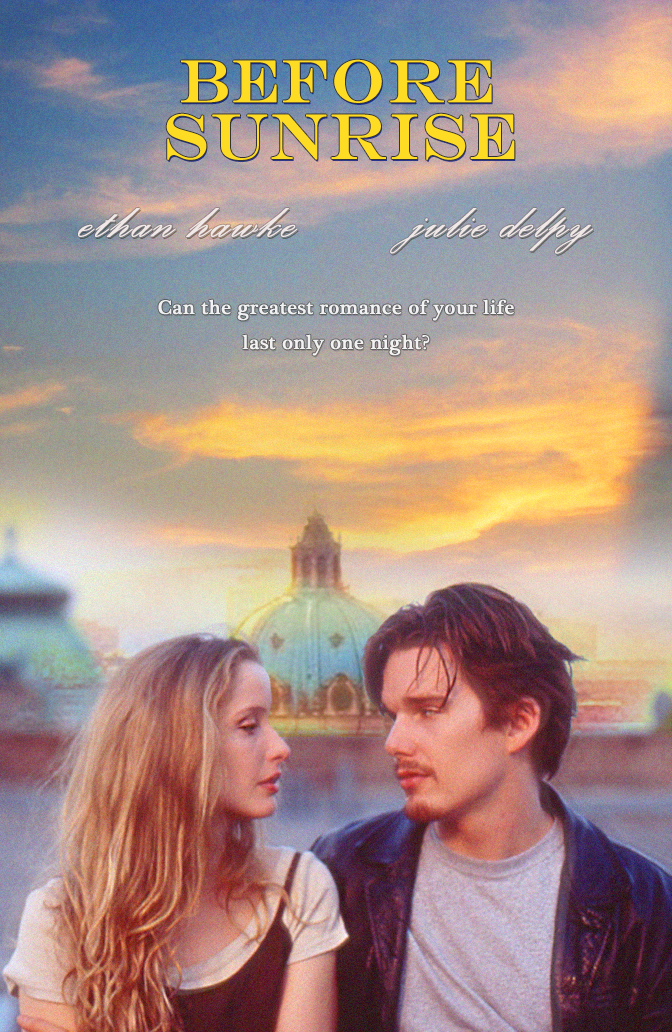 BEFORE
SUNRISE
ethan hawke julie delpy
Can the greatest romance of your life
last only one night?